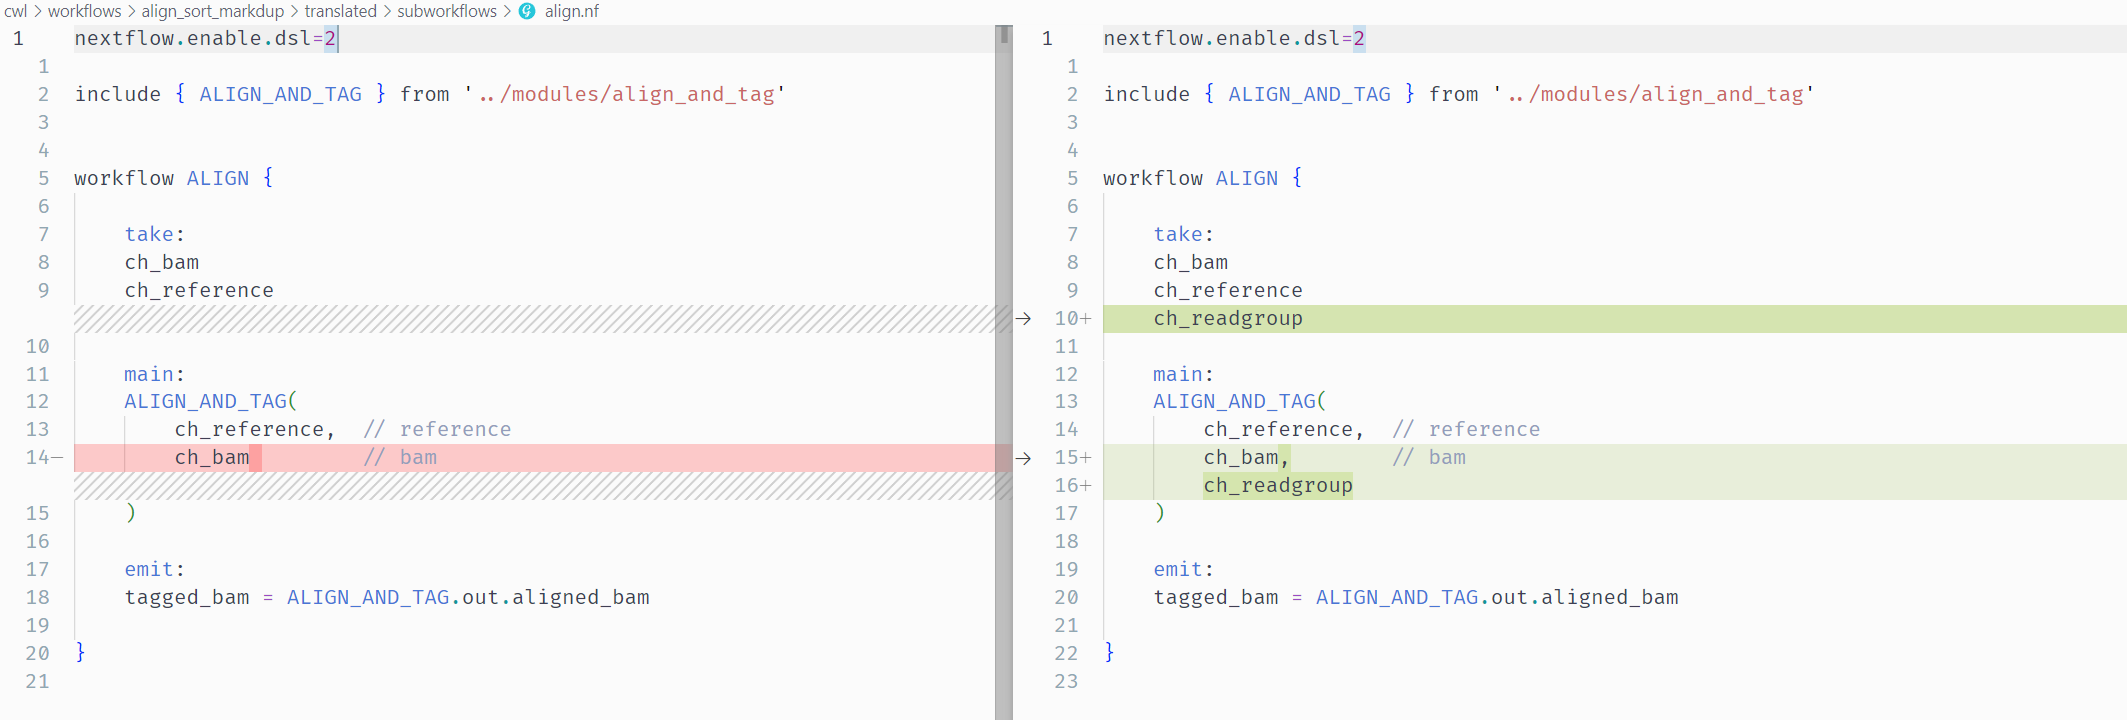 cwl > workflows > align_sort_markdup > translated > subworkflows > align.nf
1 nextflow.enable.dsl=2
1
2 include { ALIGN_AND_TAG } from '../modules/align_and_tag'
3
4
5 workflow ALIGN {
6
7     take:
8     ch_bam
9     ch_reference
10
11     main:
12     ALIGN_AND_TAG(
13         ch_reference,  // reference
14−         ch_bam         // bam
15     )
16
17     emit:
18     tagged_bam = ALIGN_AND_TAG.out.aligned_bam
19
20 }
21
1 nextflow.enable.dsl=2
1
2 include { ALIGN_AND_TAG } from '../modules/align_and_tag'
3
4
5 workflow ALIGN {
6
7     take:
8     ch_bam
9     ch_reference
→ 10+     ch_readgroup
11
12     main:
13     ALIGN_AND_TAG(
14         ch_reference,  // reference
→ 15+         ch_bam,        // bam
16+         ch_readgroup
17     )
18
19     emit:
20     tagged_bam = ALIGN_AND_TAG.out.aligned_bam
21
22 }
23